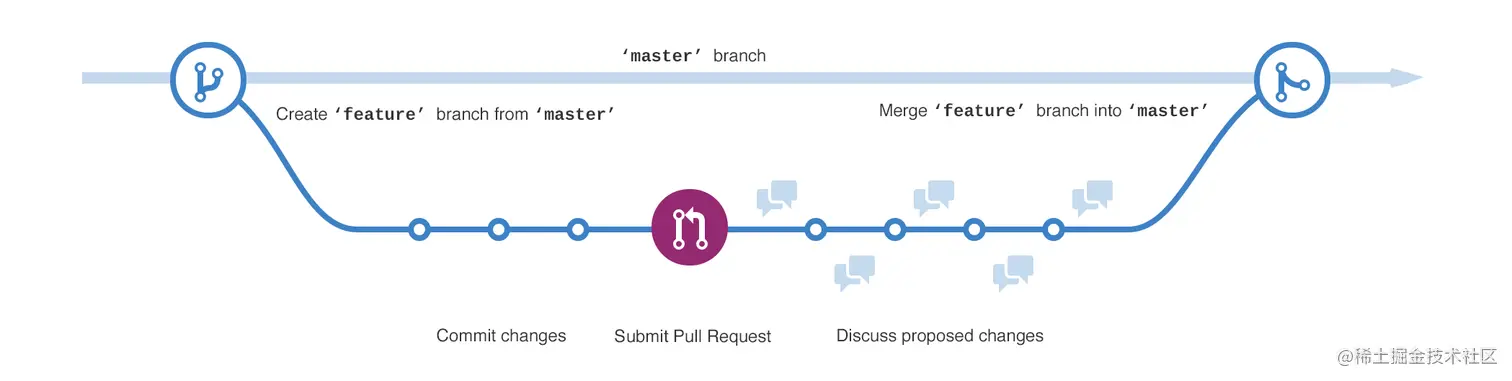 ‘master’ branch
Create ‘feature’ branch from ‘master’
Merge ‘feature’ branch into ‘master’
Commit changes
Submit Pull Request
Discuss proposed changes
@稀土掘金技术社区